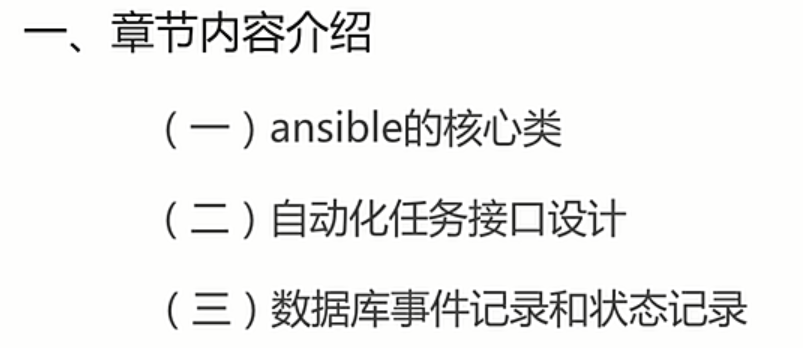 一、章节内容介绍
（一）ansible的核心类
（二）自动化任务接口设计
（三）数据库事件记录和状态记录